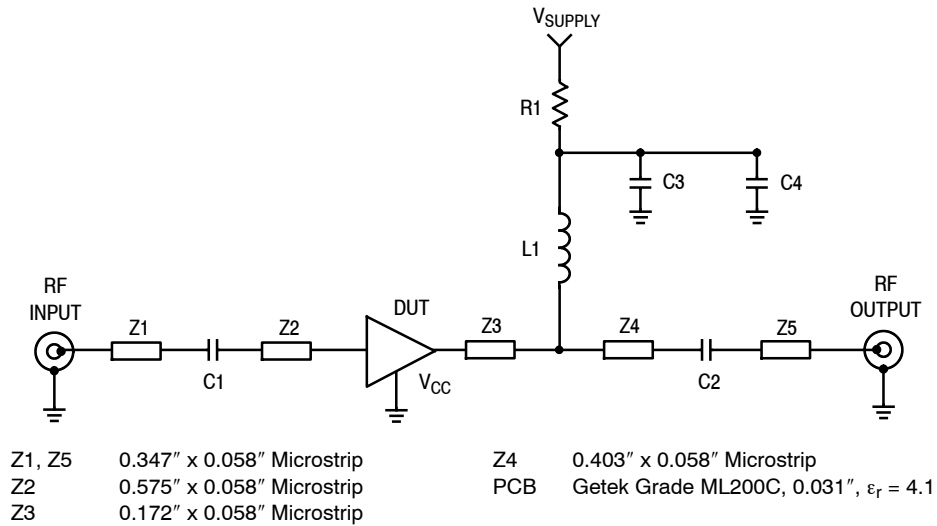 VSUPPLY
R1
C3
C4
L1
RF
INPUT
RF
OUTPUT
DUT
Z1
Z2
Z3
Z4
Z5
C1
VCC
C2
Z1, Z5 0.347″ x 0.058″ Microstrip
Z2 0.575″ x 0.058″ Microstrip
Z3 0.172″ x 0.058″ Microstrip
Z4 0.403″ x 0.058″ Microstrip
PCB Getek Grade ML200C, 0.031″, εr = 4.1